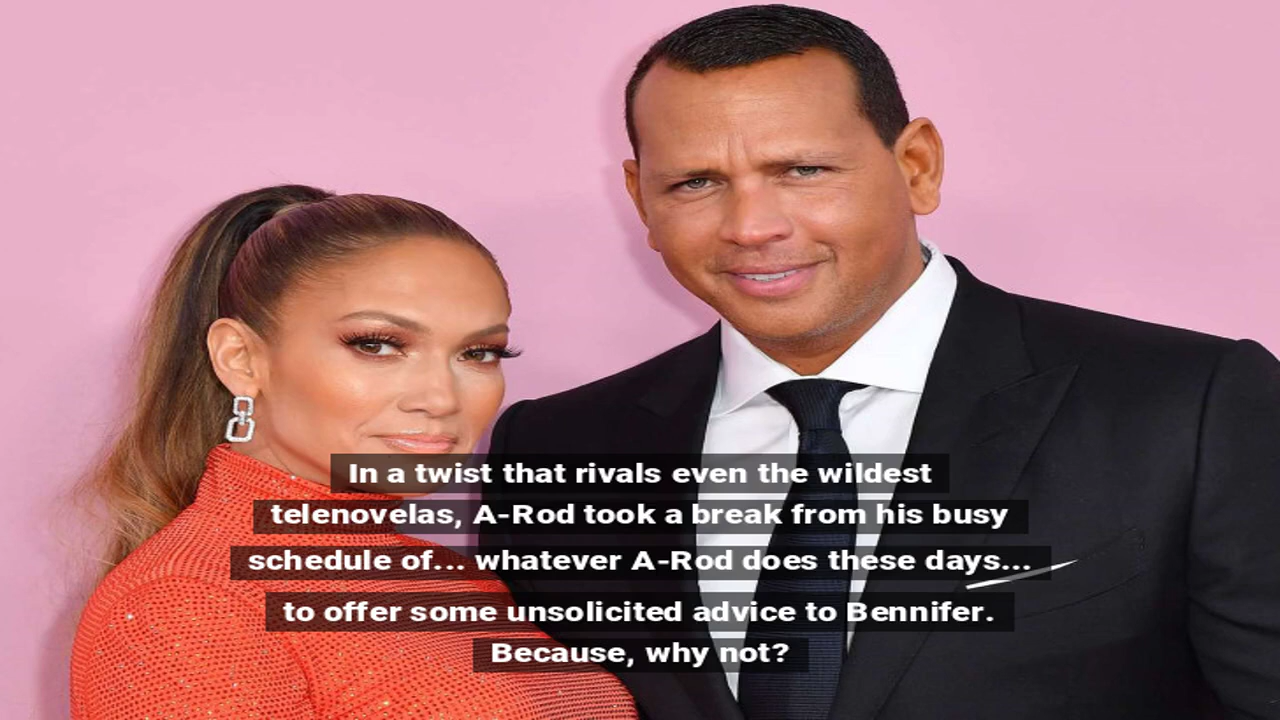 In a twist that rivals even the wildest
telenovelas, A-Rod took a break from his busy
schedule of... whatever A-Rod does these days...
to offer some unsolicited advice to Bennifer.
Because, why not?